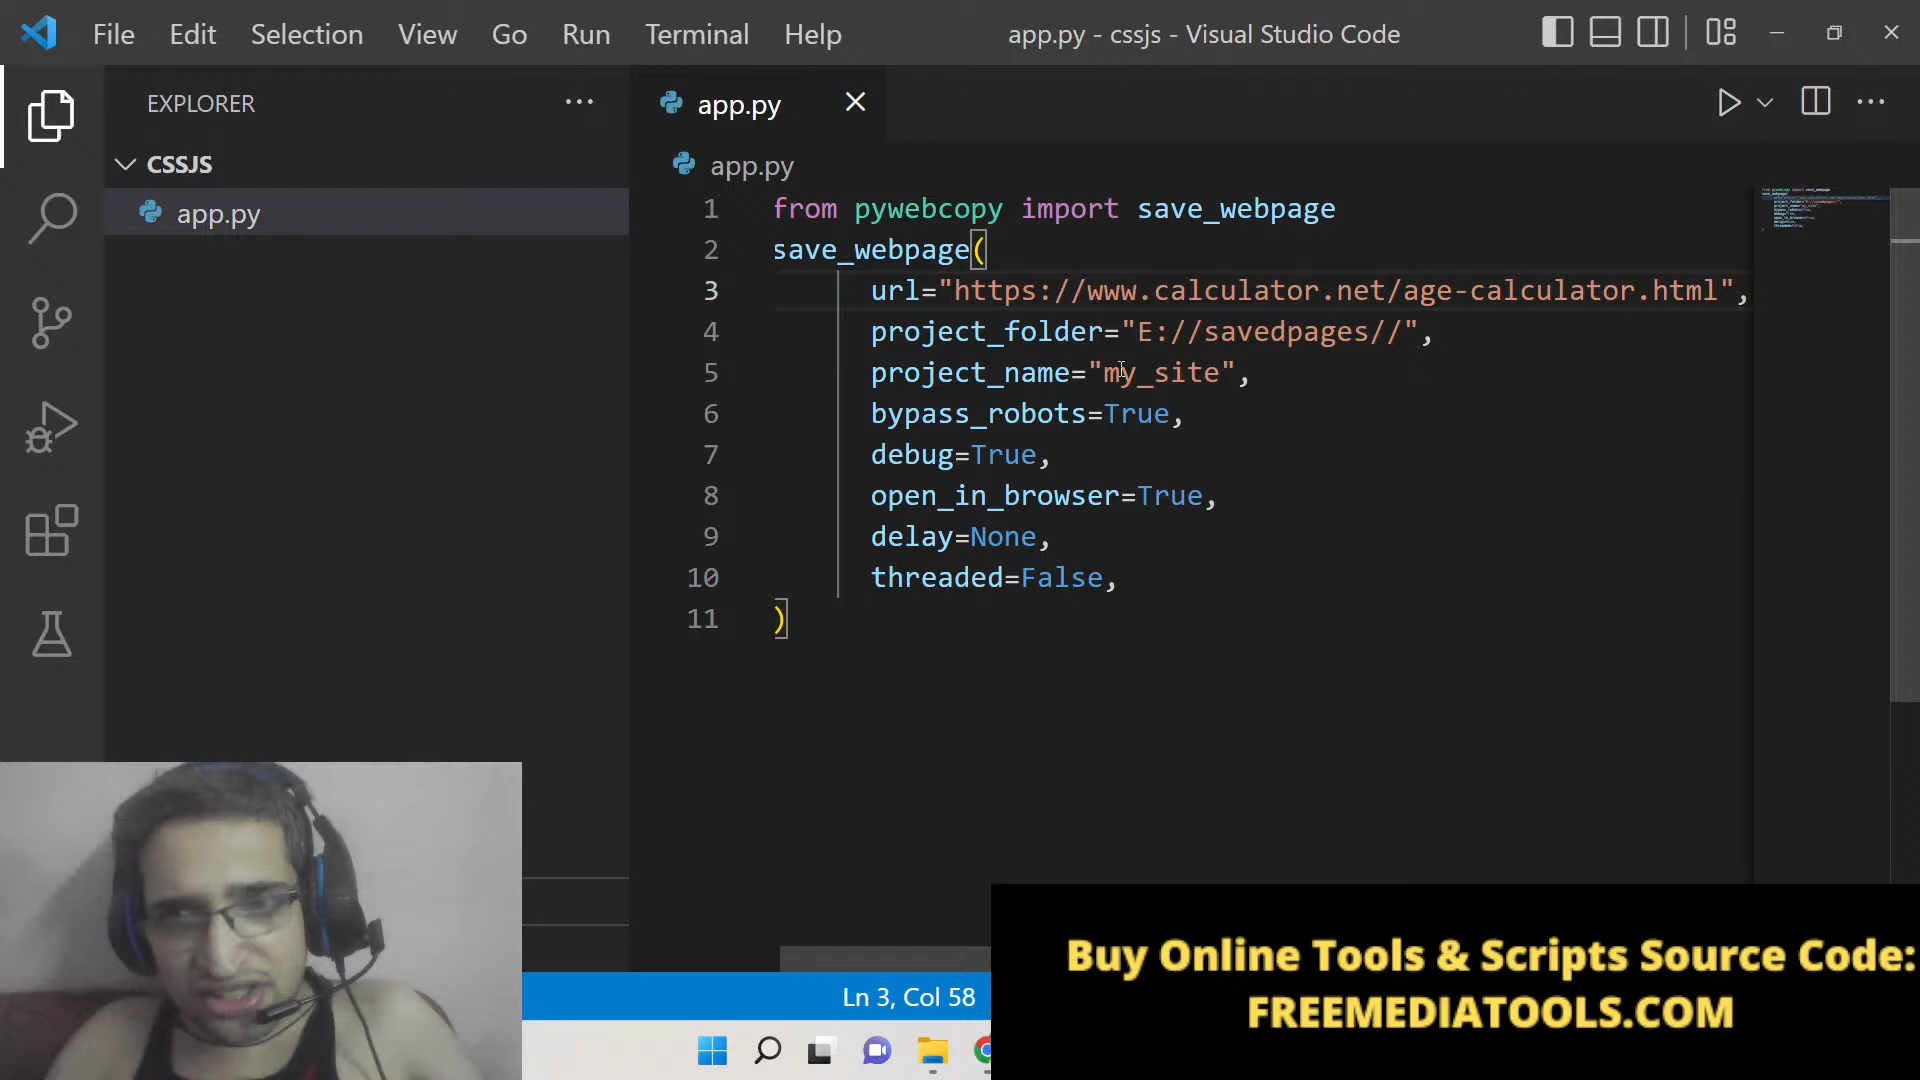 File Edit Selection View Go Run Terminal Help app.py - cssjs - Visual Studio Code
EXPLORER
CSSJS
app.py
app.py
app.py
1 from pywebcopy import save_webpage
2 save_webpage(
3 url="https://www.calculator.net/age-calculator.html",
4 project_folder="E://savedpages//",
5 project_name="my_site",
6 bypass_robots=True,
7 debug=True,
8 open_in_browser=True,
9 delay=None,
10 threaded=False,
11 )
Ln 3, Col 58
Buy Online Tools & Scripts Source Code:
FREEMEDIATOOLS.COM